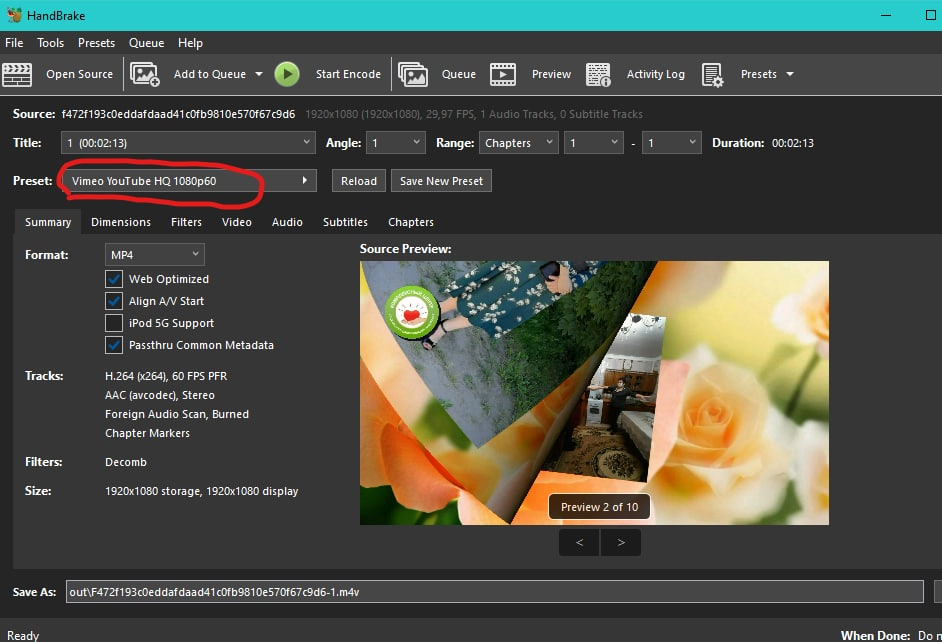 HandBrake
File Tools Presets Queue Help
Open Source Add to Queue Start Encode Queue Preview Activity Log Presets
Source: f472f193c0eddafdaad41c0fb9810e570f67c9d6 1920x1080 (1920x1080), 29,97 FPS, 1 Audio Tracks, 0 Subtitle Tracks
Title: 1 (00:02:13) Angle: 1 Range: Chapters 1 - 1 Duration: 00:02:13
Preset: Vimeo YouTube HQ 1080p60 Reload Save New Preset
Summary Dimensions Filters Video Audio Subtitles Chapters
Format: MP4 Source Preview:
Web Optimized
Align A/V Start
iPod 5G Support
Passthru Common Metadata
Tracks: H.264 (x264), 60 FPS PFR
AAC (avcodec), Stereo
Foreign Audio Scan, Burned
Chapter Markers
Filters: Decomb
Size: 1920x1080 storage, 1920x1080 display
Preview 2 of 10
< >
Save As: out\F472f193c0eddafdaad41c0fb9810e570f67c9d6-1.m4v
Ready When Done: Do n